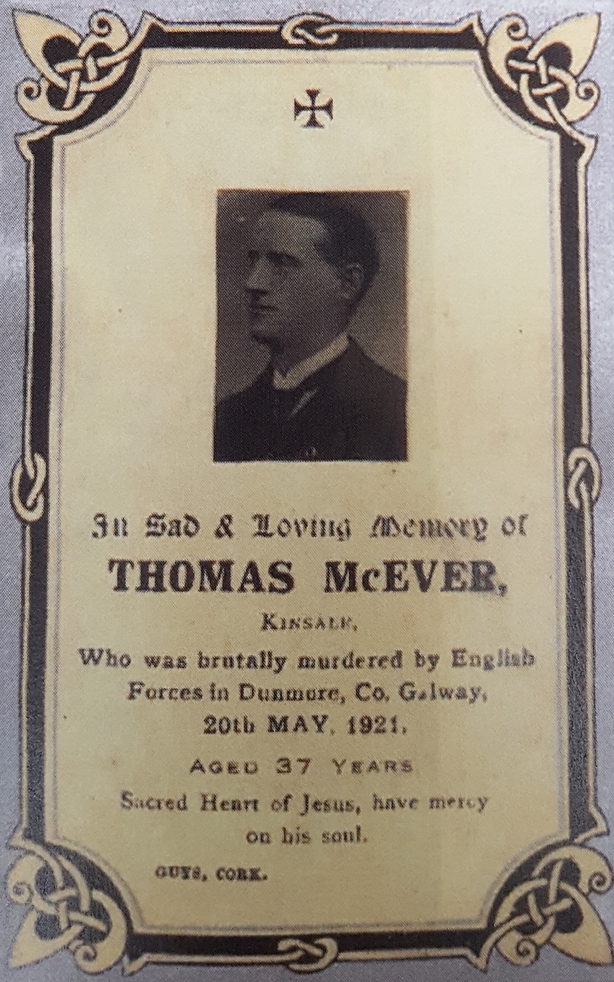 In Sad & Loving Memory of
THOMAS McEVER,
KINSALE,
Who was brutally murdered by English
Forces in Dunmore, Co. Galway,
20th MAY, 1921,
AGED 37 YEARS
Sacred Heart of Jesus, have mercy
on his soul.
GUYS, CORK.